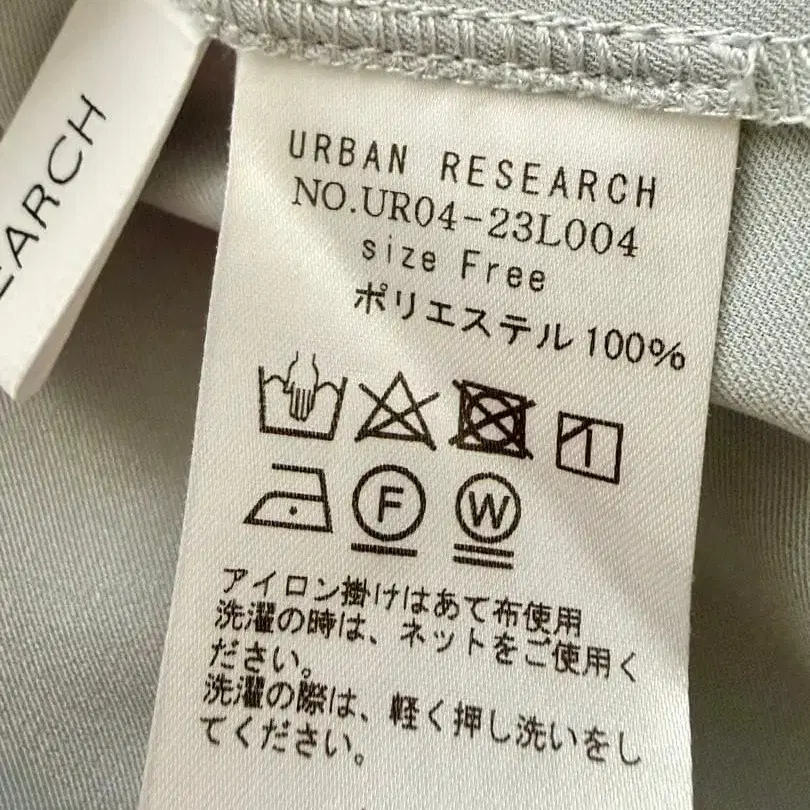 EARCH
URBAN RESEARCH
NO.UR04-23L004
size Free
ポリエステル100%
F W
アイロン掛けはあて布使用
洗濯の時は、ネットをご使用く
ださい。
洗濯の際は、軽く押し洗いをし
てください。